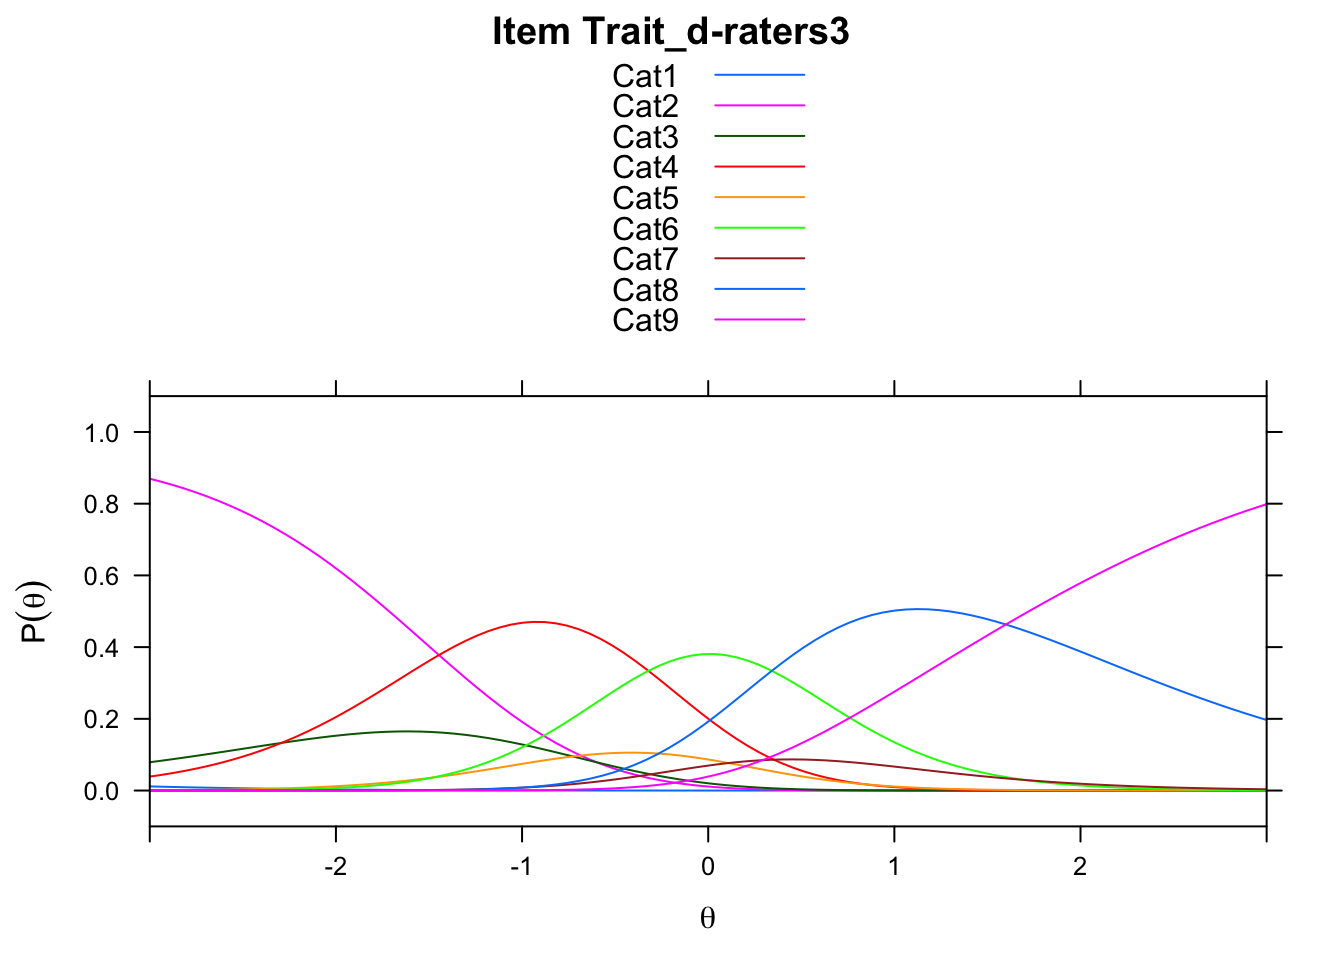 Item Trait_d-raters3
Cat1
Cat2
Cat3
Cat4
Cat5
Cat6
Cat7
Cat8
Cat9
1.0
0.8
0.6
0.4
0.2
0.0
P(θ)
-2 -1 0 1 2
θ